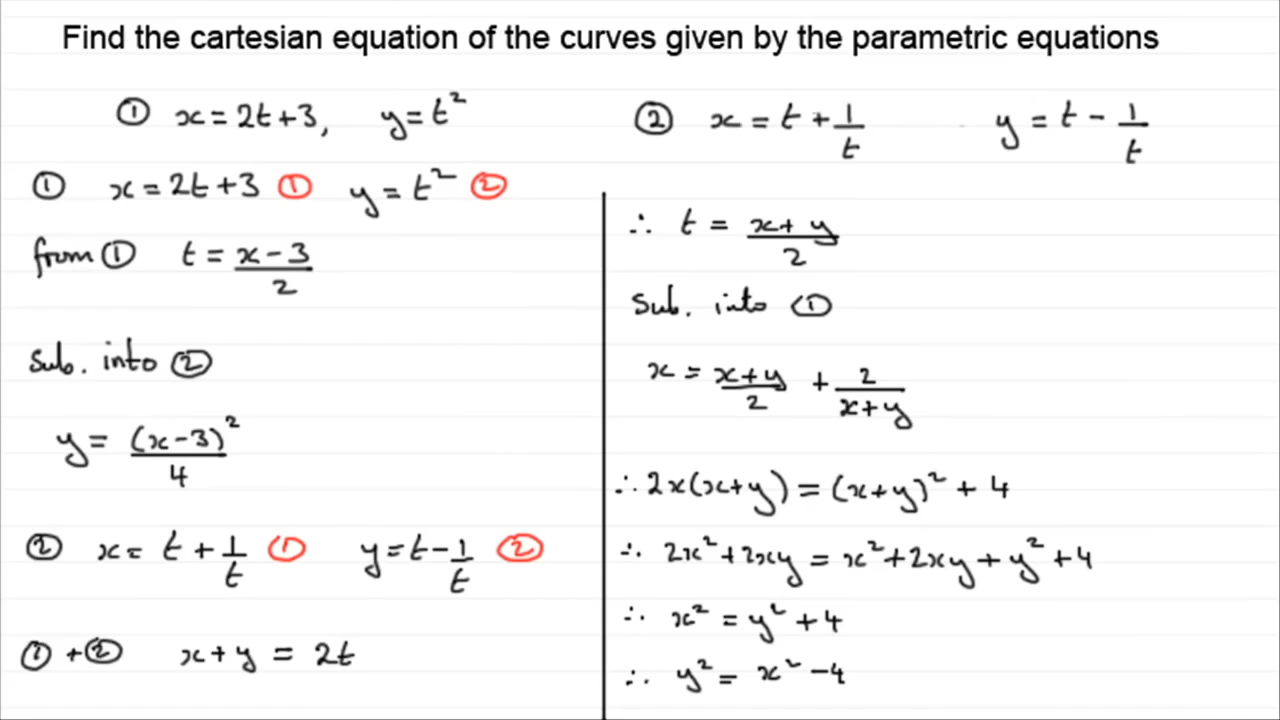 Find the cartesian equation of the curves given by the parametric equations
① x = 2t + 3, y = t²
② x = t + 1/t y = t - 1/t
① x = 2t + 3 ① y = t² ②
from ① t = (x - 3)/2
Sub. into ②
y = (x - 3)²/4
② x = t + 1/t ① y = t - 1/t ②
① + ② x + y = 2t
∴ t = (x + y)/2
Sub. into ①
x = (x + y)/2 + 2/(x + y)
∴ 2x(x + y) = (x + y)² + 4
∴ 2x² + 2xy = x² + 2xy + y² + 4
∴ x² = y² + 4
∴ y² = x² - 4